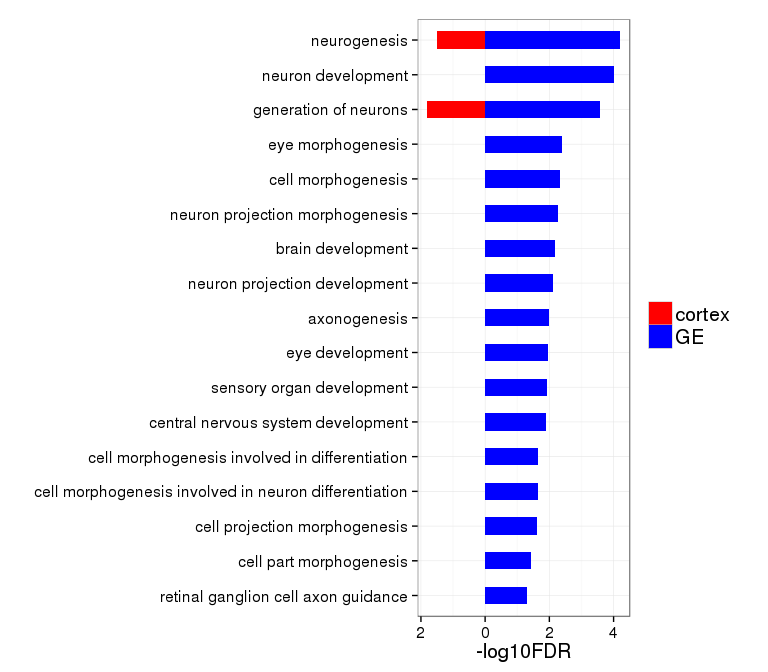 neurogenesis
neuron development
generation of neurons
eye morphogenesis
cell morphogenesis
neuron projection morphogenesis
brain development
neuron projection development
axonogenesis
eye development
sensory organ development
central nervous system development
cell morphogenesis involved in differentiation
cell morphogenesis involved in neuron differentiation
cell projection morphogenesis
cell part morphogenesis
retinal ganglion cell axon guidance
2 0 2 4
-log10FDR
cortex
GE